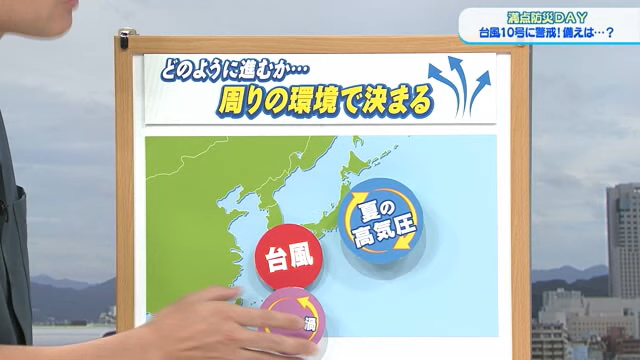 満点防災DAY
台風10号に警戒!備えは…?
どのように進むか…
周りの環境で決まる
夏の
高気圧
台風
渦